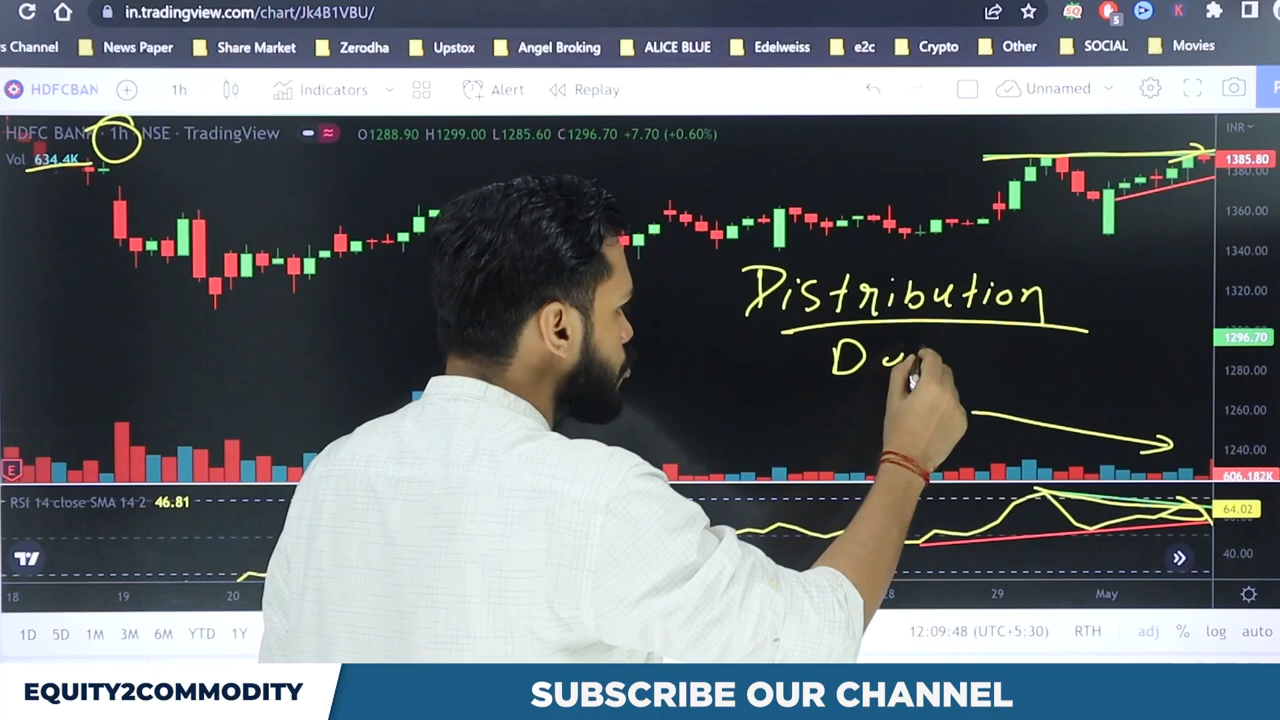 in.tradingview.com/chart/Jk4B1VBU/
s Channel News Paper Share Market Zerodha Upstox Angel Broking ALICE BLUE Edelweiss e2c Crypto Other SOCIAL Movies
HDFCBAN 1h Indicators Alert Replay Unnamed
HDFC BANK 1h NSE · TradingView O1288.90 H1299.00 L1285.60 C1296.70 +7.70 (+0.60%) INR
Vol 634.4K
1385.80
1380.00
1360.00
1340.00
1320.00
1296.70
1280.00
1260.00
1240.00
606.182K
Distribution
D
E
RSI 14 close SMA 14 2 46.81
64.02
40.00
18 19 20 28 29 May
1D 5D 1M 3M 6M YTD 1Y 12:09:48 (UTC+5:30) RTH adj % log auto
EQUITY2COMMODITY SUBSCRIBE OUR CHANNEL